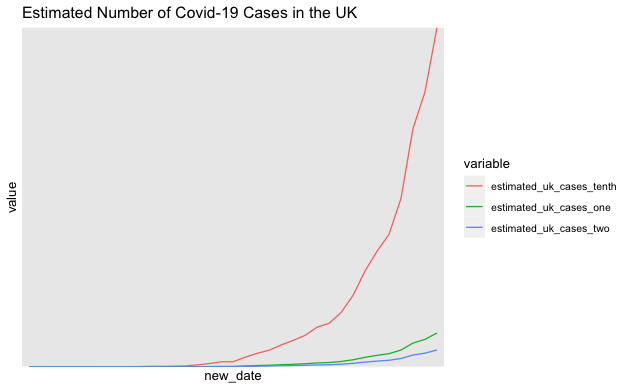 Estimated Number of Covid-19 Cases in the UK
value
new_date
variable
estimated_uk_cases_tenth
estimated_uk_cases_one
estimated_uk_cases_two